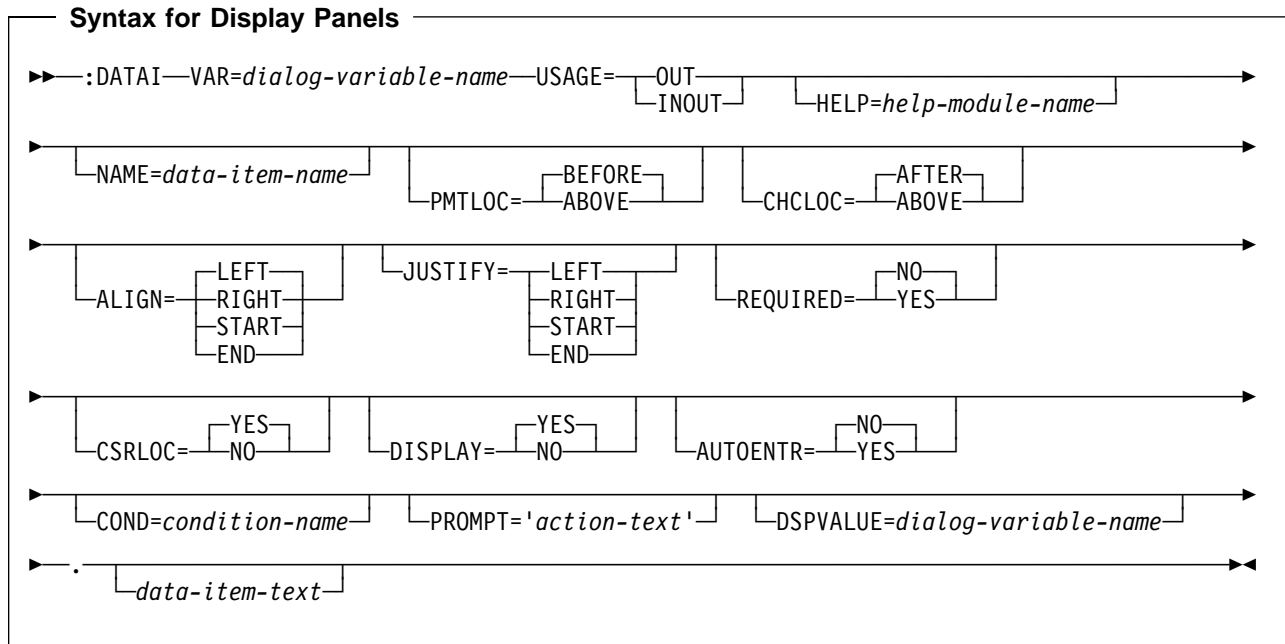 Syntax for Display Panels
:DATAI VAR=dialog-variable-name USAGE= OUT
INOUT HELP=help-module-name
NAME=data-item-name BEFORE AFTER
PMTLOC= ABOVE CHCLOC= ABOVE
LEFT JUSTIFY= LEFT NO
ALIGN= RIGHT RIGHT REQUIRED= YES
START START
END END
YES YES NO
CSRLOC= NO DISPLAY= NO AUTOENTR= YES
COND=condition-name PROMPT='action-text' DSPVALUE=dialog-variable-name
.
data-item-text